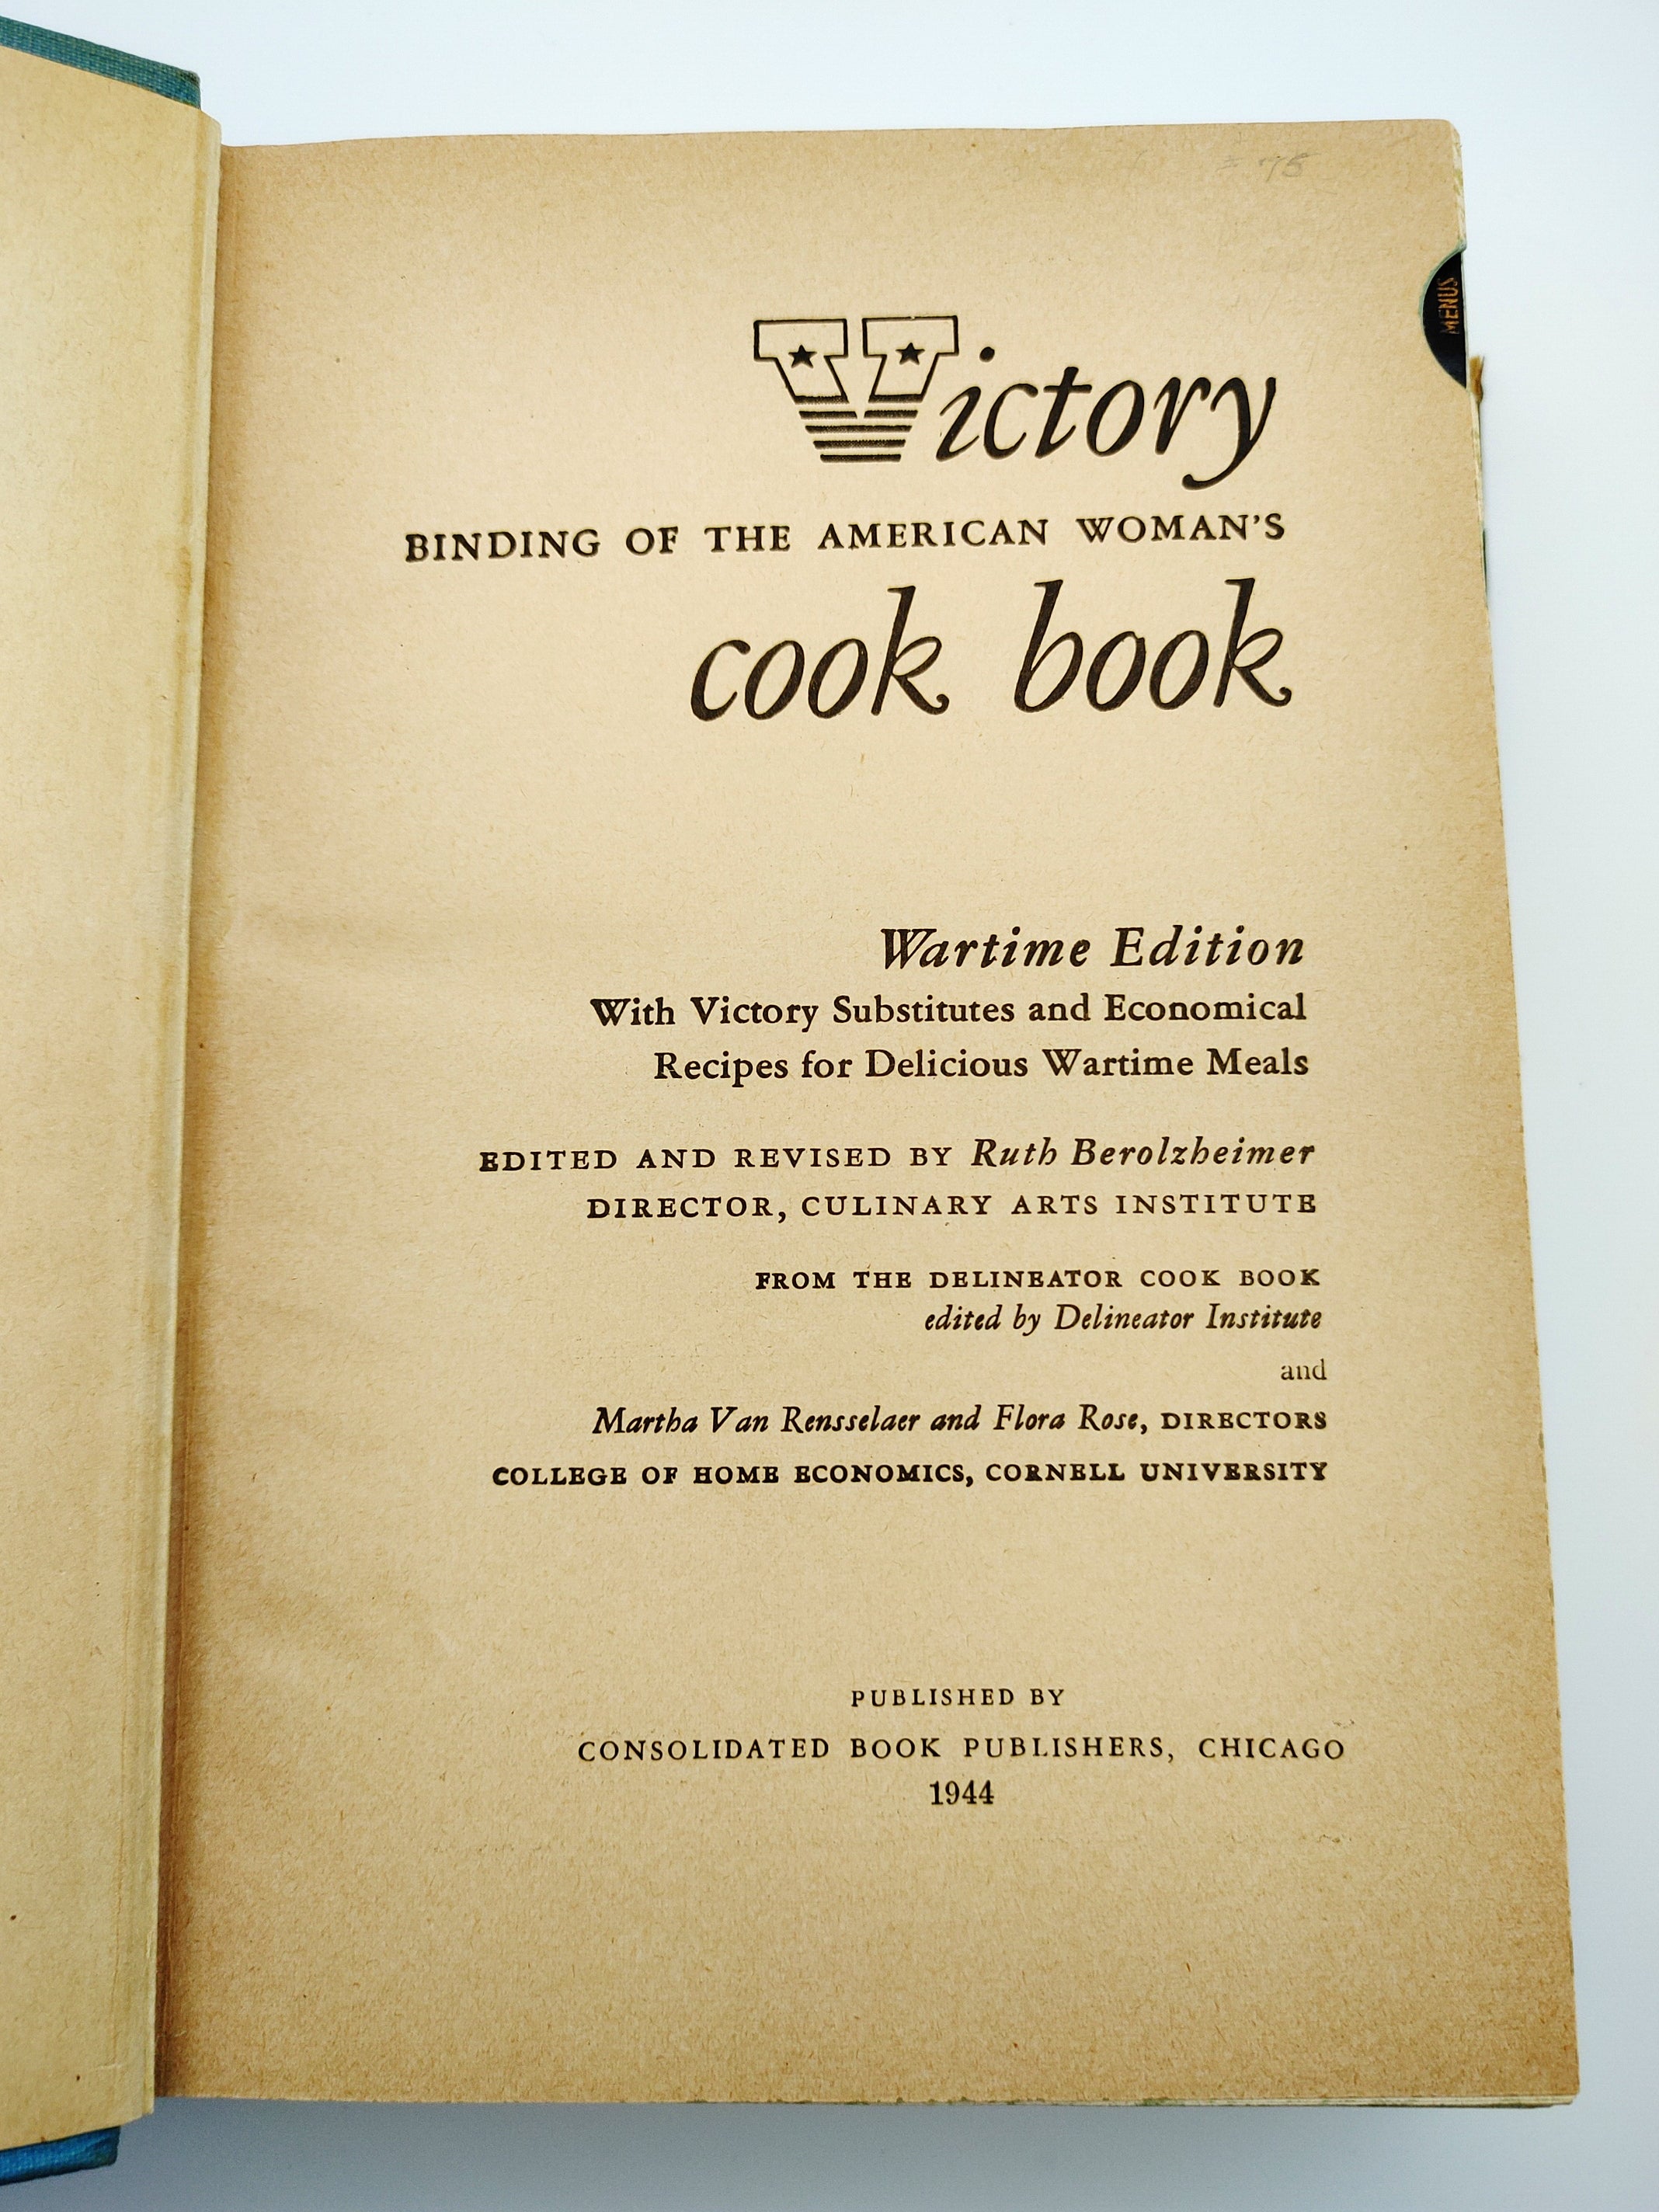 MENUS
Victory
BINDING OF THE AMERICAN WOMAN'S
cook book
Wartime Edition
With Victory Substitutes and Economical
Recipes for Delicious Wartime Meals
EDITED AND REVISED BY Ruth Berolzheimer
DIRECTOR, CULINARY ARTS INSTITUTE
FROM THE DELINEATOR COOK BOOK
edited by Delineator Institute
and
Martha Van Rensselaer and Flora Rose, DIRECTORS
COLLEGE OF HOME ECONOMICS, CORNELL UNIVERSITY
PUBLISHED BY
CONSOLIDATED BOOK PUBLISHERS, CHICAGO
1944